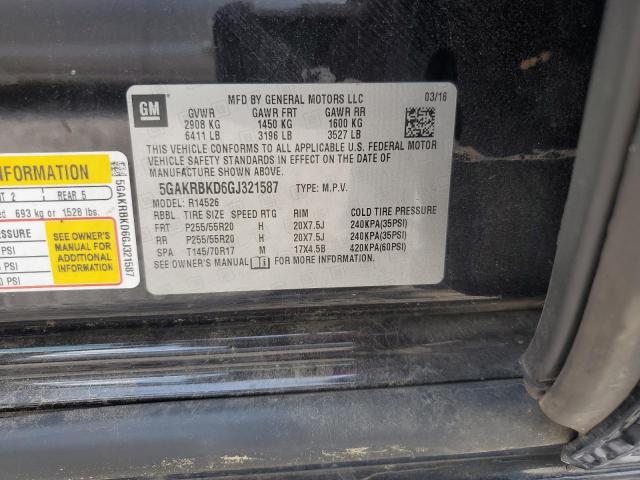 GM
MFD BY GENERAL MOTORS LLC
03/16
GVWR GAWR FRT GAWR RR
2908 KG 1450 KG 1600 KG
6411 LB 3196 LB 3527 LB
THIS VEHICLE CONFORMS TO ALL APPLICABLE U.S. FEDERAL MOTOR
VEHICLE SAFETY STANDARDS IN EFFECT ON THE DATE OF
MANUFACTURE SHOWN ABOVE.
5GAKRBKD6GJ321587 TYPE: M.P.V.
MODEL: R14526
RBBL TIRE SIZE SPEED RTG RIM COLD TIRE PRESSURE
FRT P255/55R20 H 20X7.5J 240KPA(35PSI)
RR P255/55R20 H 20X7.5J 240KPA(35PSI)
SPA T145/70R17 M 17X4.5B 420KPA(60PSI)
SEE OWNER'S MANUAL FOR MORE INFORMATION.
INFORMATION
2 REAR 5
693 kg or 1528 lbs.
PRESSURE
PSI
PSI
PSI
SEE OWNER'S
MANUAL FOR
ADDITIONAL
INFORMATION
5GAKRBKD6GJ321587